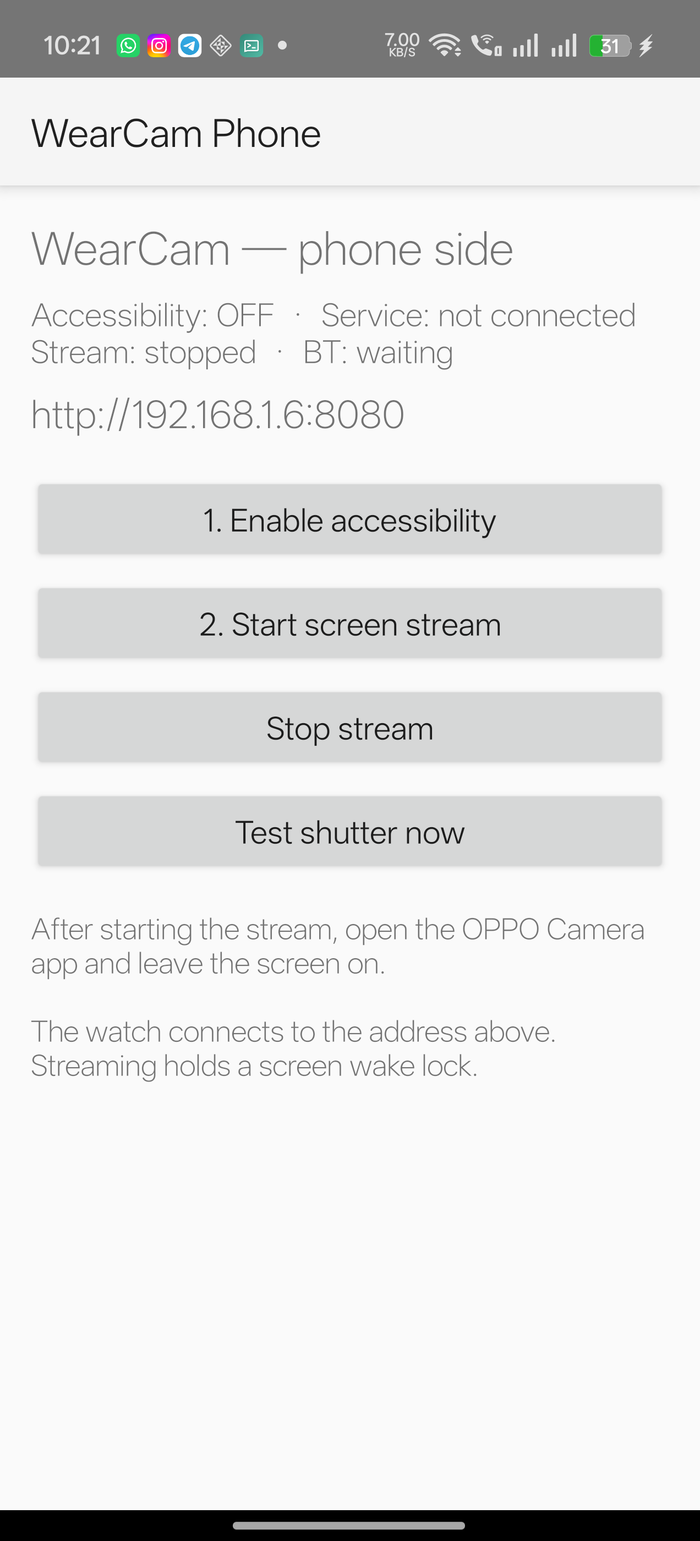 10:21 7.00 KB/S 31
WearCam Phone
WearCam — phone side
Accessibility: OFF · Service: not connected
Stream: stopped · BT: waiting
http://192.168.1.6:8080
1. Enable accessibility
2. Start screen stream
Stop stream
Test shutter now
After starting the stream, open the OPPO Camera
app and leave the screen on.
The watch connects to the address above.
Streaming holds a screen wake lock.